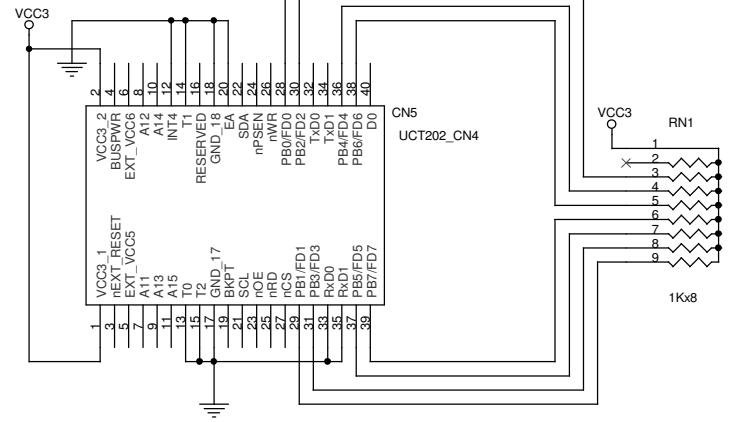 VCC3
2
4
6
8
10
12
14
16
18
20
22
24
26
28
30
32
34
36
38
40
VCC3_2
BUSPWR
EXT_VCC6
A12
A14
INT4
T1
RESERVED
GND_18
EA
SDA
nPSEN
nWR
PB0/FD0
PB2/FD2
TxD0
TxD1
PB4/FD4
PB6/FD6
D0
CN5
UCT202_CN4
VCC3_1
nEXT_RESET
EXT_VCC5
A11
A13
A15
T0
T2
GND_17
BKPT
SCL
nOE
nRD
nCS
PB1/FD1
PB3/FD3
RxD0
RxD1
PB5/FD5
PB7/FD7
1
3
5
7
9
11
13
15
17
19
21
23
25
27
29
31
33
35
37
39
VCC3
RN1
1
2
3
4
5
6
7
8
9
1Kx8